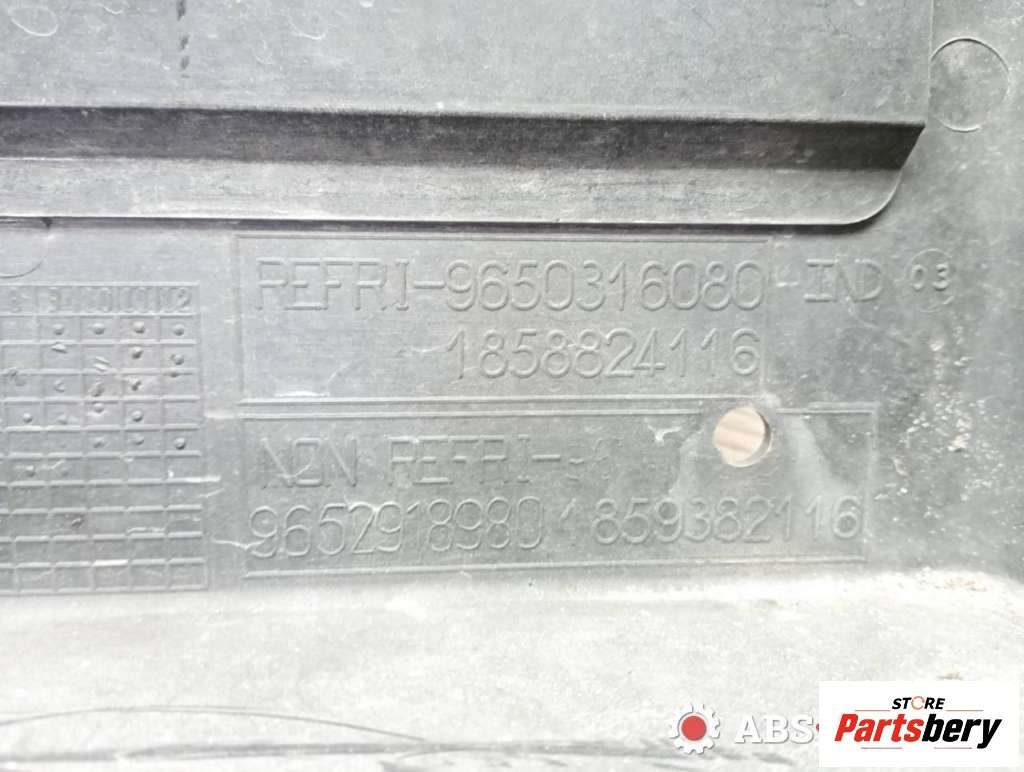 REFRI-9650316080 IND 03
1858824116
NON REFRI-
9652918980 1859382116
ABS
STORE
Partsbery